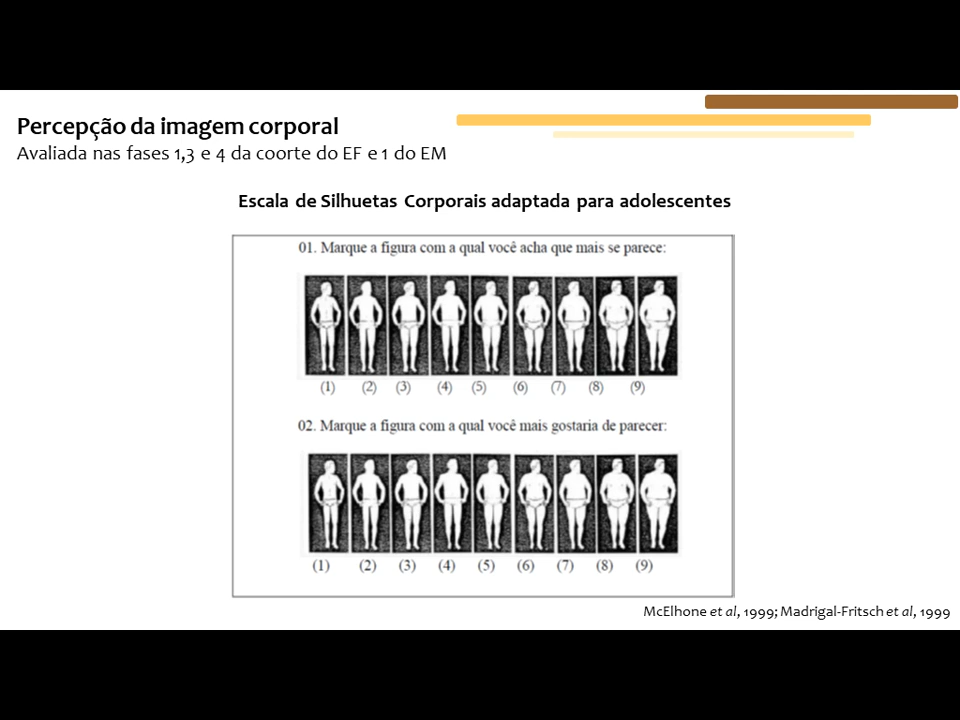 Percepção da imagem corporal
Avaliada nas fases 1,3 e 4 da coorte do EF e 1 do EM
Escala de Silhuetas Corporais adaptada para adolescentes
01. Marque a figura com a qual você acha que mais se parece:
(1) (2) (3) (4) (5) (6) (7) (8) (9)
02. Marque a figura com a qual você mais gostaria de parecer:
(1) (2) (3) (4) (5) (6) (7) (8) (9)
McElhone et al, 1999; Madrigal-Fritsch et al, 1999